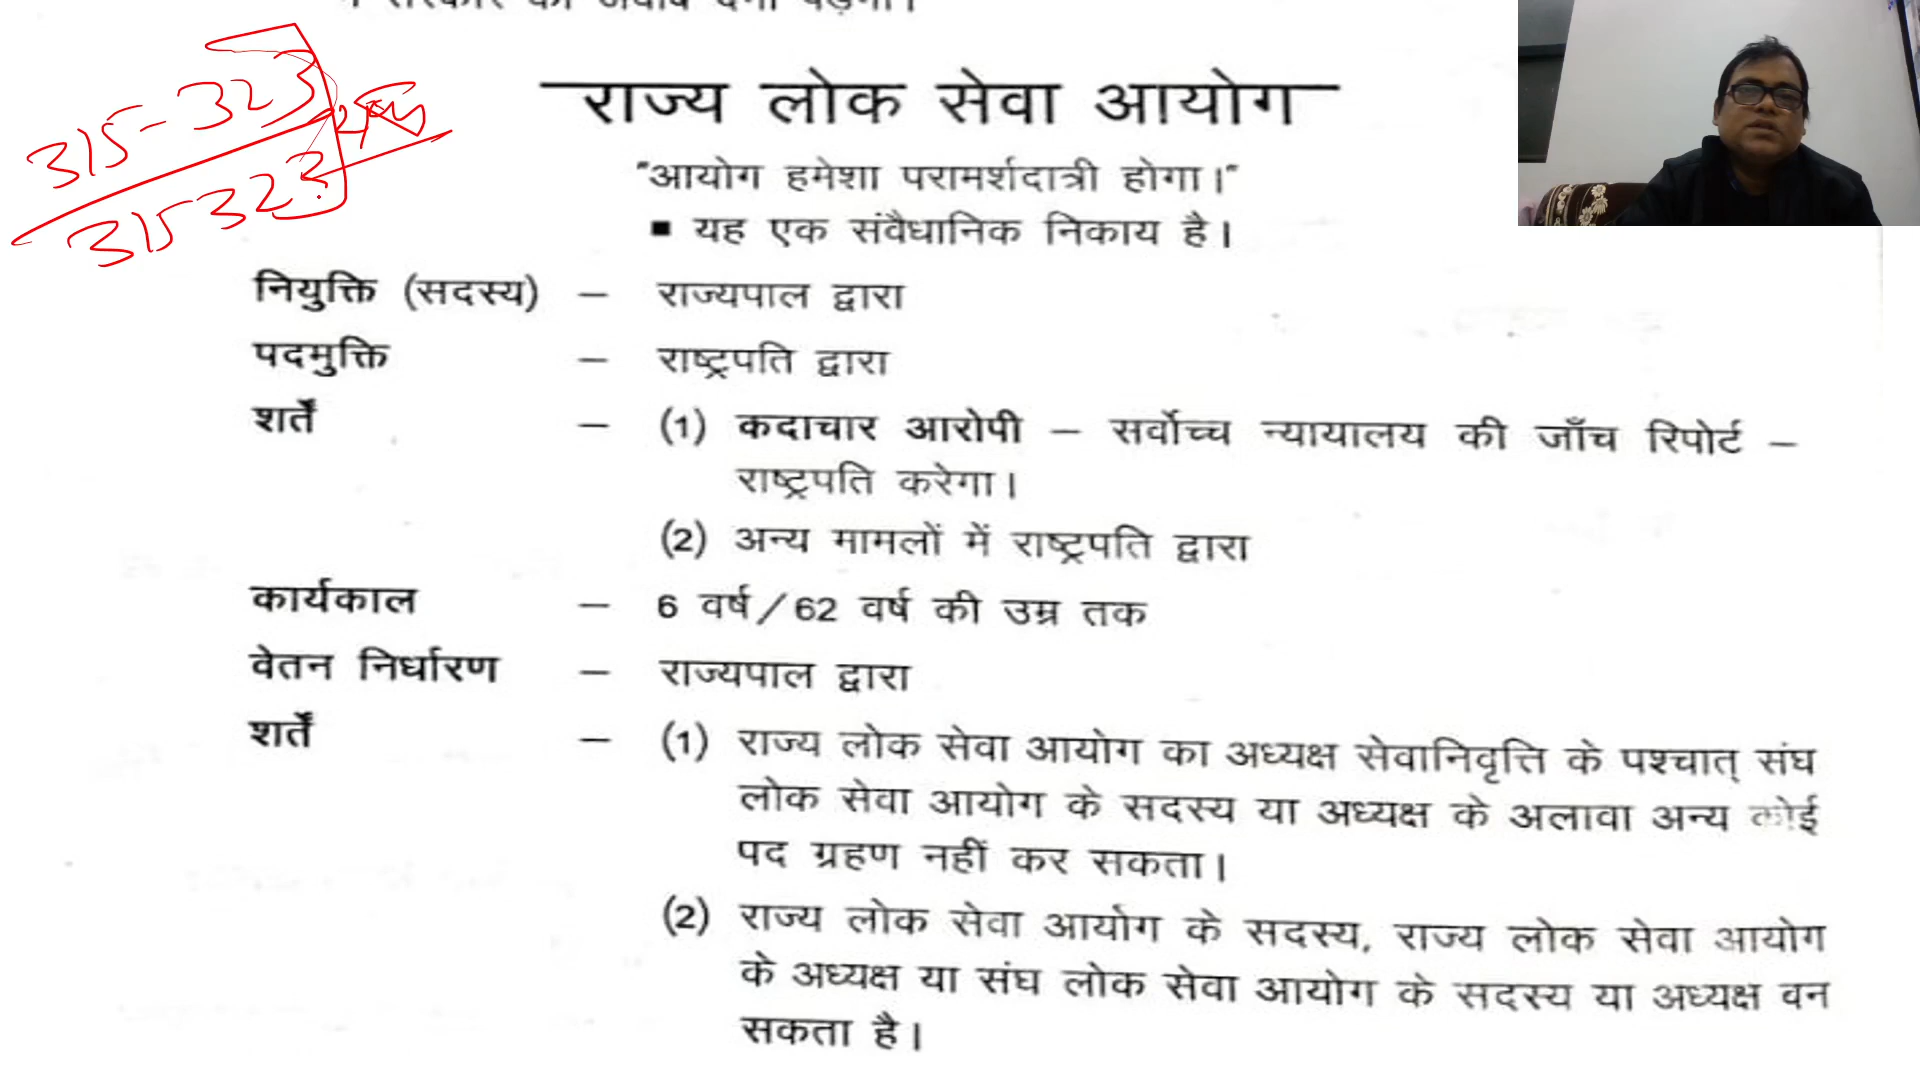 राज्य लोक सेवा आयोग
"आयोग हमेशा परामर्शदात्री होगा।"
▪ यह एक संवैधानिक निकाय है।
315-323
315 323
नियुक्ति (सदस्य) – राज्यपाल द्वारा
पदमुक्ति – राष्ट्रपति द्वारा
शर्तें – (1) कदाचार आरोपी – सर्वोच्च न्यायालय की जाँच रिपोर्ट –
राष्ट्रपति करेगा।
(2) अन्य मामलों में राष्ट्रपति द्वारा
कार्यकाल – 6 वर्ष/62 वर्ष की उम्र तक
वेतन निर्धारण – राज्यपाल द्वारा
शर्तें – (1) राज्य लोक सेवा आयोग का अध्यक्ष सेवानिवृत्ति के पश्चात् संघ
लोक सेवा आयोग के सदस्य या अध्यक्ष के अलावा अन्य कोई
पद ग्रहण नहीं कर सकता।
(2) राज्य लोक सेवा आयोग के सदस्य, राज्य लोक सेवा आयोग
के अध्यक्ष या संघ लोक सेवा आयोग के सदस्य या अध्यक्ष वन
सकता है।